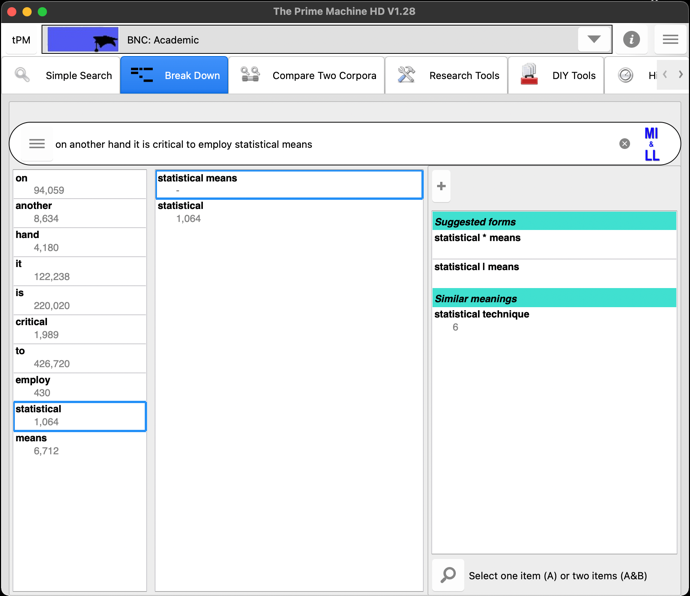 The Prime Machine HD V1.28
tPM BNC: Academic
Simple Search Break Down Compare Two Corpora Research Tools DIY Tools H
on another hand it is critical to employ statistical means
MI
&
LL
on
94,059
another
8,634
hand
4,180
it
122,238
is
220,020
critical
1,989
to
426,720
employ
430
statistical
1,064
means
6,712
statistical means
-
statistical
1,064
+
Suggested forms
statistical * means
statistical | means
Similar meanings
statistical technique
6
Select one item (A) or two items (A&B)